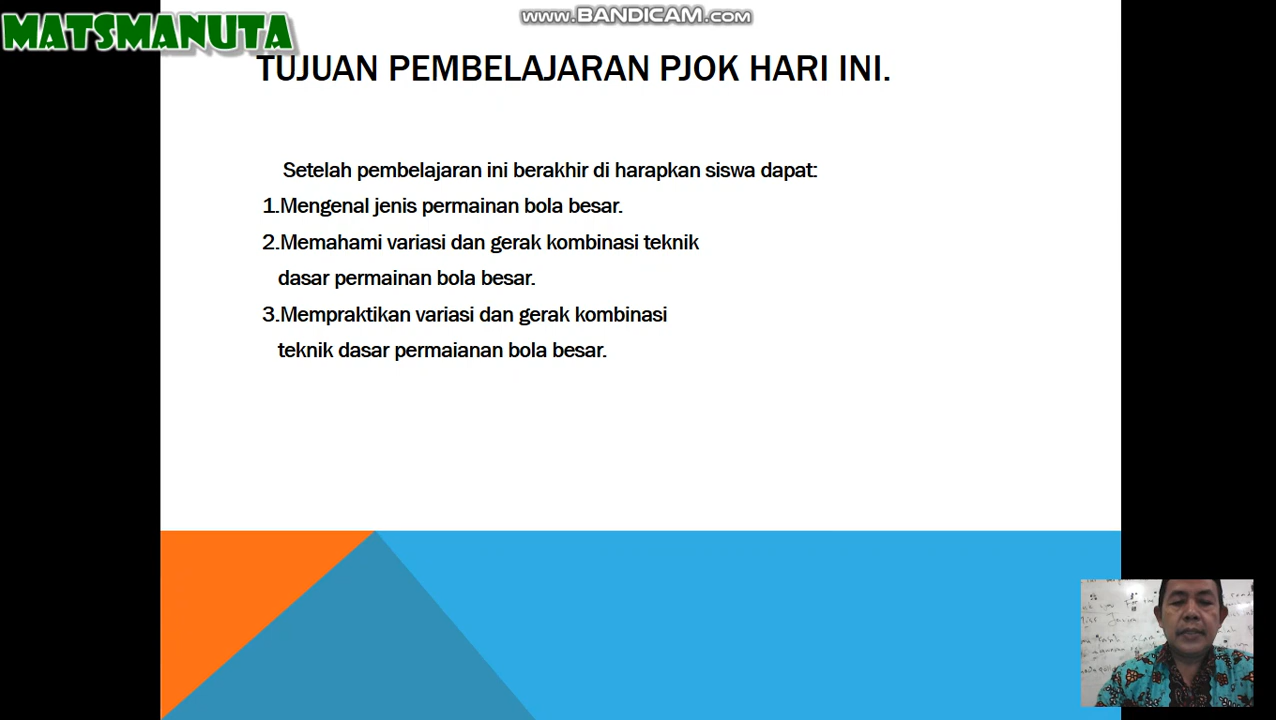 MATSMANUTA
www.BANDICAM.com
TUJUAN PEMBELAJARAN PJOK HARI INI.
Setelah pembelajaran ini berakhir di harapkan siswa dapat:
1.Mengenal jenis permainan bola besar.
2.Memahami variasi dan gerak kombinasi teknik
dasar permainan bola besar.
3.Mempraktikan variasi dan gerak kombinasi
teknik dasar permaianan bola besar.